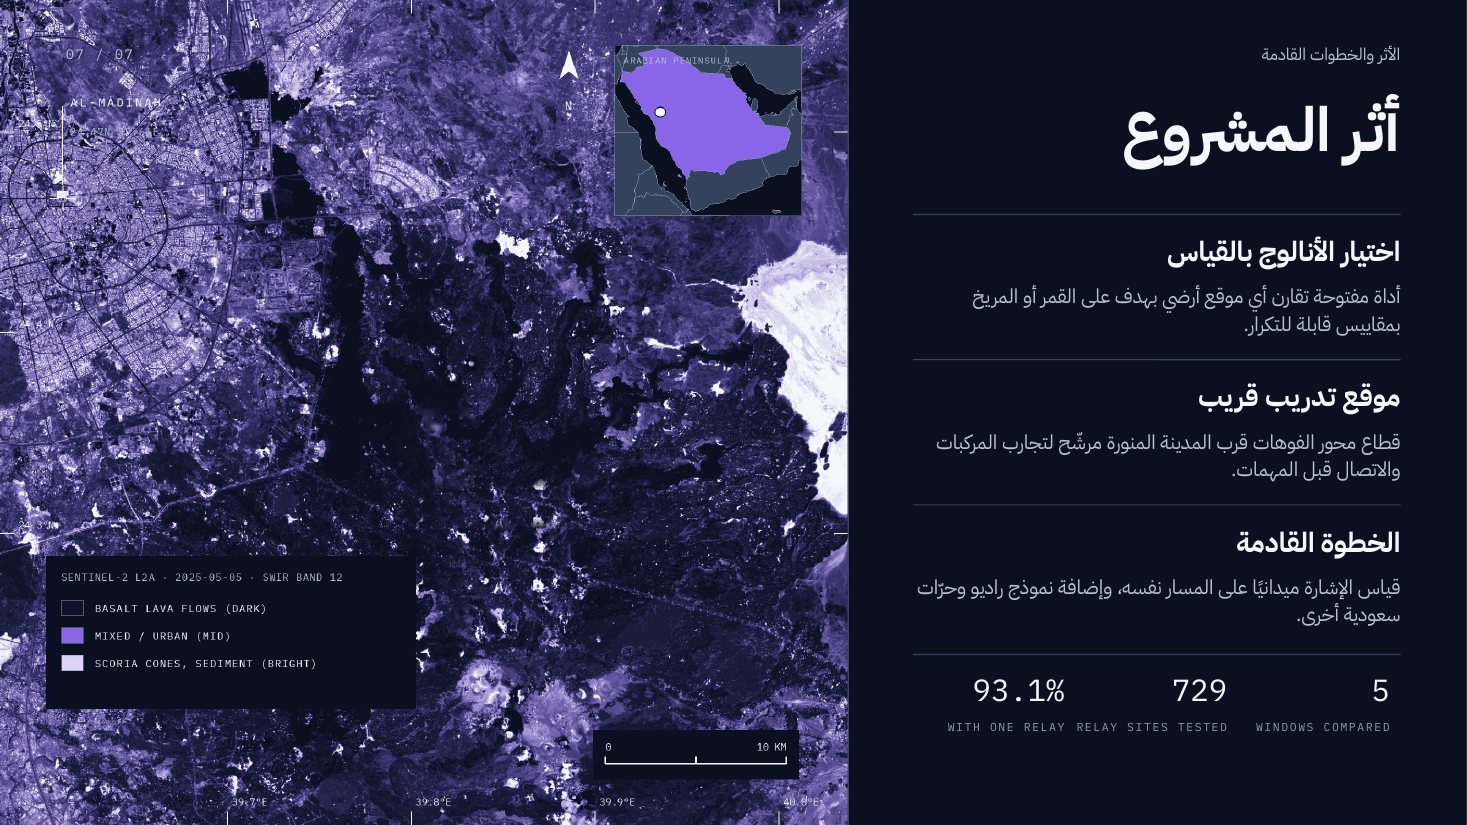 07 / 07
AL-MADINAH
ARABIAN PENINSULA
N
SENTINEL-2 L2A · 2025-05-05 · SWIR BAND 12
BASALT LAVA FLOWS (DARK)
MIXED / URBAN (MID)
SCORIA CONES, SEDIMENT (BRIGHT)
0 10 KM
39.7°E 39.8°E 39.9°E 40.0°E
الأثر والخطوات القادمة
أثر المشروع
اختيار الأنالوج بالقياس
أداة مفتوحة تقارن أي موقع أرضي بهدف على القمر أو المريخ
بمقاييس قابلة للتكرار.
موقع تدريب قريب
قطاع محور الفوهات قرب المدينة المنورة مرشّح لتجارب المركبات
والاتصال قبل المهمات.
الخطوة القادمة
قياس الإشارة ميدانيًا على المسار نفسه، وإضافة نموذج راديو وحرّات
سعودية أخرى.
93.1% 729 5
WITH ONE RELAY RELAY SITES TESTED WINDOWS COMPARED